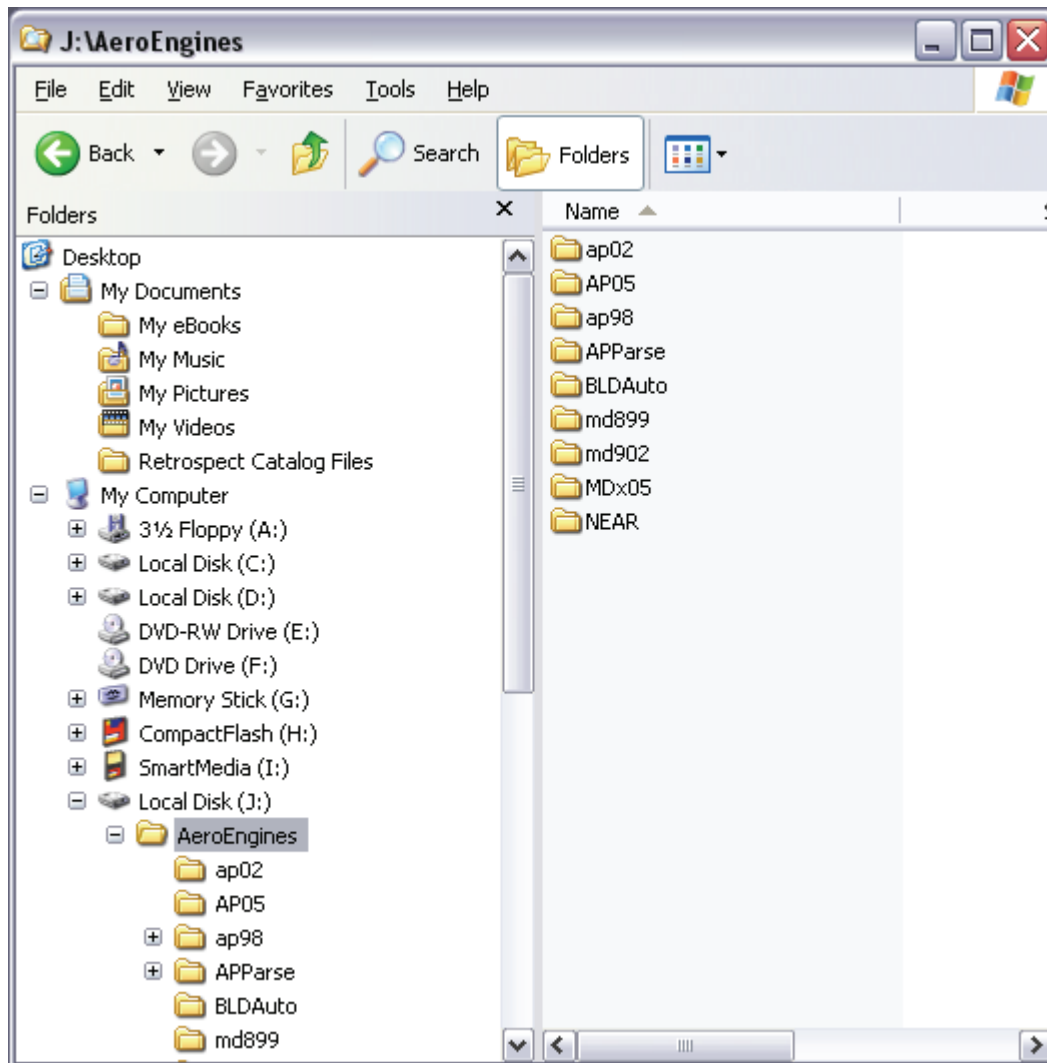 J:\AeroEngines
File Edit View Favorites Tools Help
Back Search Folders
Folders
Desktop
My Documents
My eBooks
My Music
My Pictures
My Videos
Retrospect Catalog Files
My Computer
3½ Floppy (A:)
Local Disk (C:)
Local Disk (D:)
DVD-RW Drive (E:)
DVD Drive (F:)
Memory Stick (G:)
CompactFlash (H:)
SmartMedia (I:)
Local Disk (J:)
AeroEngines
ap02
AP05
ap98
APParse
BLDAuto
md899
Name
ap02
AP05
ap98
APParse
BLDAuto
md899
md902
MDx05
NEAR